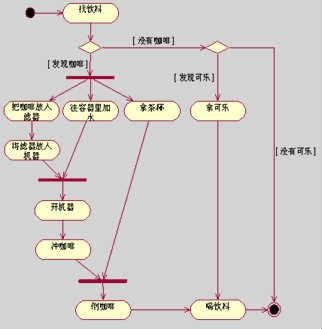 找饮料
[ 没有咖啡 ]
[ 发现咖啡 ]
[ 发现可乐 ]
把咖啡放入
滤器
往容器里加
水
拿茶杯
拿可乐
将滤器放入
机器
[ 没有可乐 ]
开机器
冲咖啡
倒咖啡
喝饮料